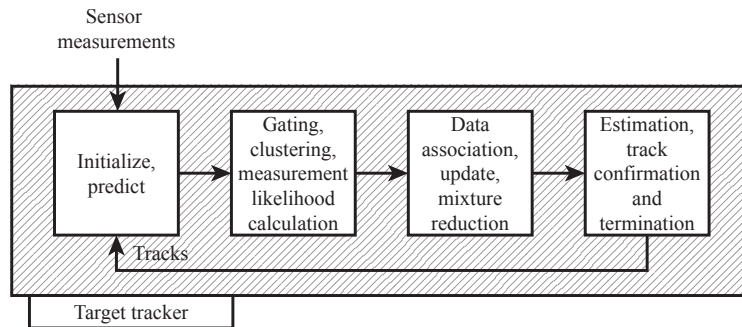 Sensor
measurements
Initialize,
predict
Gating,
clustering,
measurement
likelihood
calculation
Data
association,
update,
mixture
reduction
Estimation,
track
confirmation
and
termination
Tracks
Target tracker